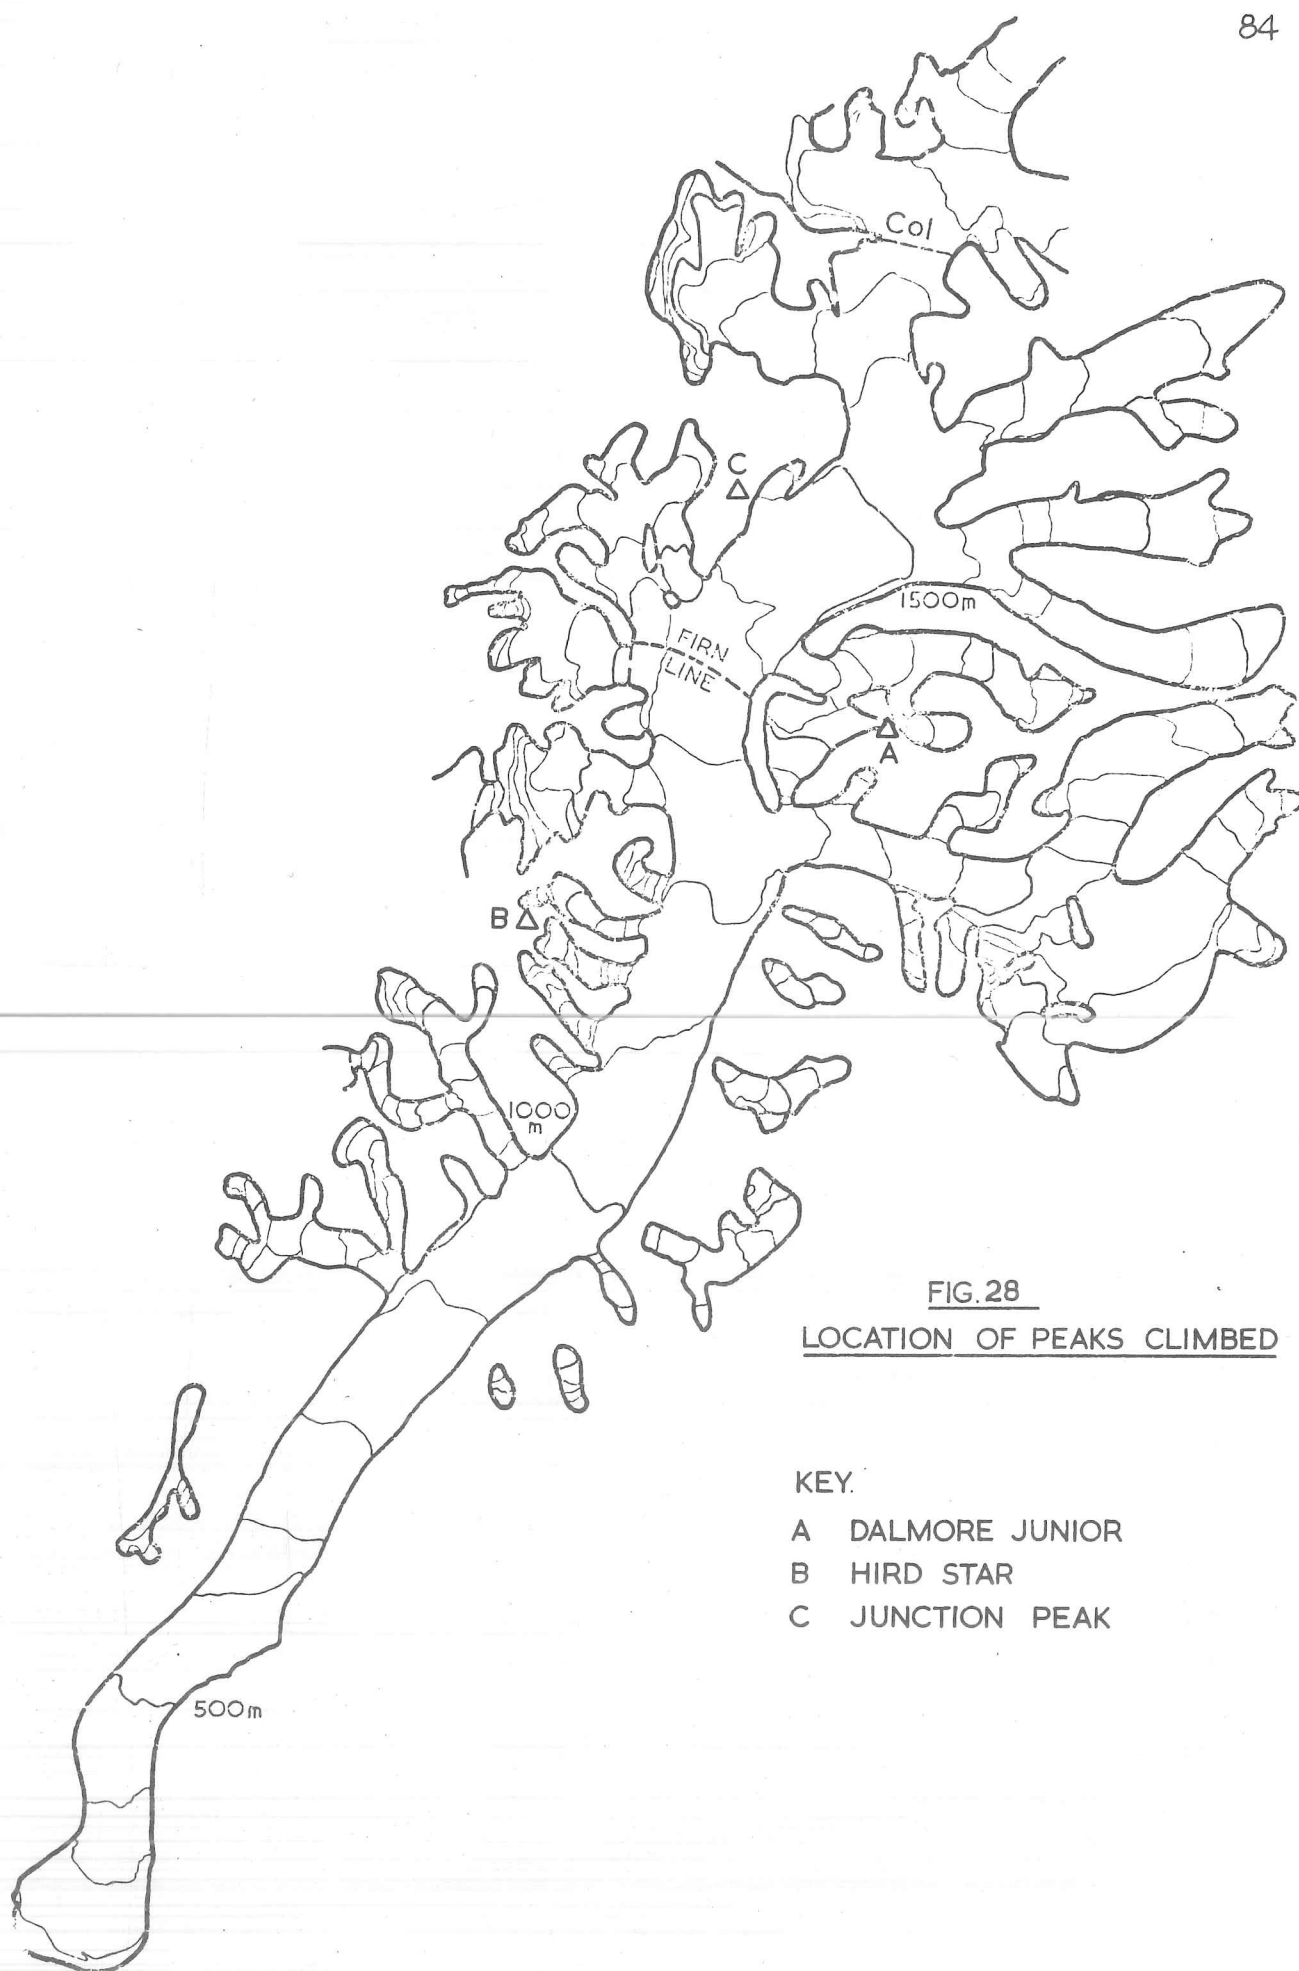 84
Col
C
1500m
FIRN
LINE
A
B
1000
m
FIG. 28
LOCATION OF PEAKS CLIMBED
KEY.
A DALMORE JUNIOR
B HIRD STAR
C JUNCTION PEAK
500m